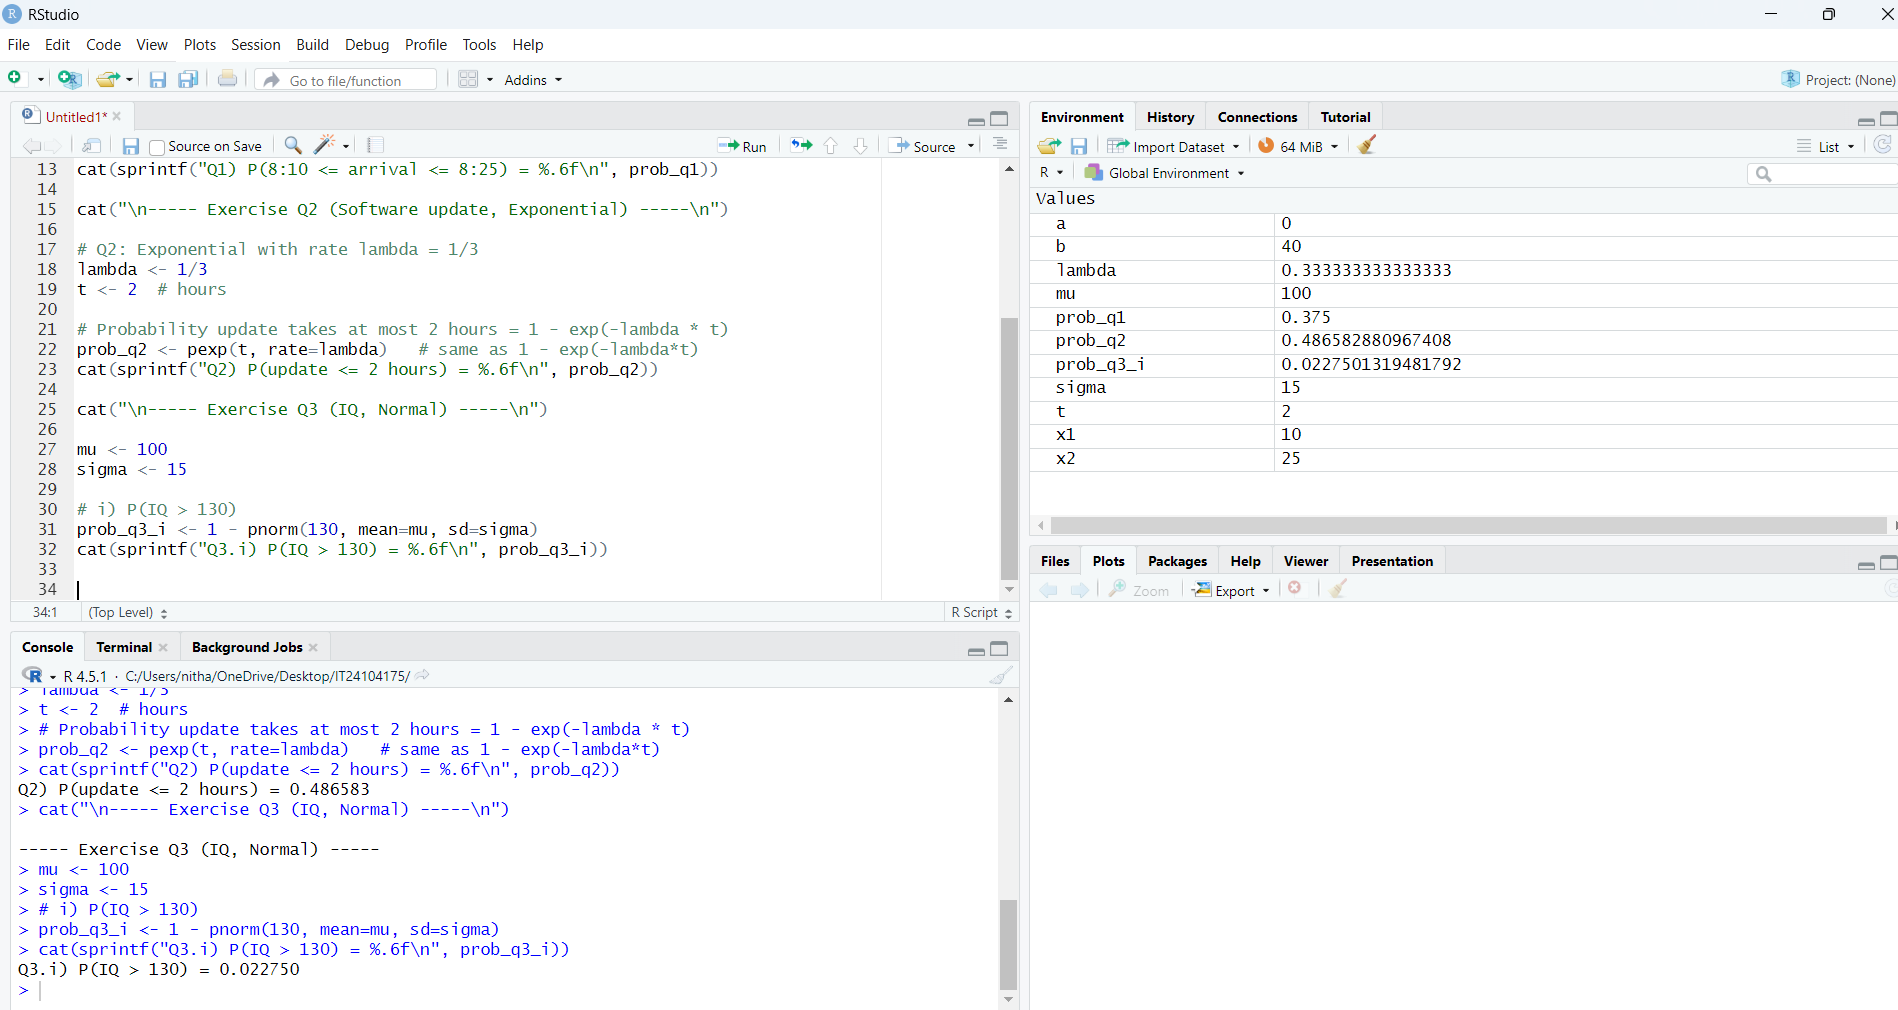 RStudio
File Edit Code View Plots Session Build Debug Profile Tools Help
Go to file/function Addins Project: (None)
Untitled1*
Source on Save Run Source
13 cat(sprintf("Q1) P(8:10 <= arrival <= 8:25) = %.6f\n", prob_q1))
14
15 cat("\n----- Exercise Q2 (Software update, Exponential) -----\n")
16
17 # Q2: Exponential with rate lambda = 1/3
18 lambda <- 1/3
19 t <- 2 # hours
20
21 # Probability update takes at most 2 hours = 1 - exp(-lambda * t)
22 prob_q2 <- pexp(t, rate=lambda) # same as 1 - exp(-lambda*t)
23 cat(sprintf("Q2) P(update <= 2 hours) = %.6f\n", prob_q2))
24
25 cat("\n----- Exercise Q3 (IQ, Normal) -----\n")
26
27 mu <- 100
28 sigma <- 15
29
30 # i) P(IQ > 130)
31 prob_q3_i <- 1 - pnorm(130, mean=mu, sd=sigma)
32 cat(sprintf("Q3.i) P(IQ > 130) = %.6f\n", prob_q3_i))
33
34
34:1 (Top Level) R Script
Console Terminal Background Jobs
R 4.5.1 · C:/Users/nitha/OneDrive/Desktop/IT24104175/
> lambda <- 1/3
> t <- 2 # hours
> # Probability update takes at most 2 hours = 1 - exp(-lambda * t)
> prob_q2 <- pexp(t, rate=lambda) # same as 1 - exp(-lambda*t)
> cat(sprintf("Q2) P(update <= 2 hours) = %.6f\n", prob_q2))
Q2) P(update <= 2 hours) = 0.486583
> cat("\n----- Exercise Q3 (IQ, Normal) -----\n")
----- Exercise Q3 (IQ, Normal) -----
> mu <- 100
> sigma <- 15
> # i) P(IQ > 130)
> prob_q3_i <- 1 - pnorm(130, mean=mu, sd=sigma)
> cat(sprintf("Q3.i) P(IQ > 130) = %.6f\n", prob_q3_i))
Q3.i) P(IQ > 130) = 0.022750
>
Environment History Connections Tutorial
Import Dataset 64 MiB List
R Global Environment
Values
a 0
b 40
lambda 0.333333333333333
mu 100
prob_q1 0.375
prob_q2 0.486582880967408
prob_q3_i 0.0227501319481792
sigma 15
t 2
x1 10
x2 25
Files Plots Packages Help Viewer Presentation
Zoom Export